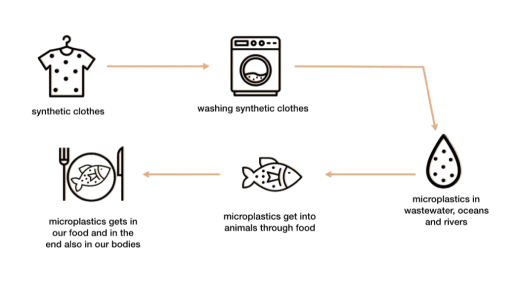 synthetic clothes
washing synthetic clothes
microplastics in
wastewater, oceans
and rivers
microplastics get into
animals through food
microplastics gets in
our food and in the
end also in our bodies